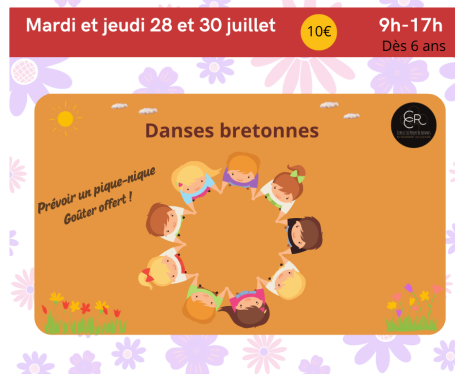 Mardi et jeudi 28 et 30 juillet
10€
9h-17h
Dès 6 ans
Danses bretonnes
Prévoir un pique-nique
Goûter offert !